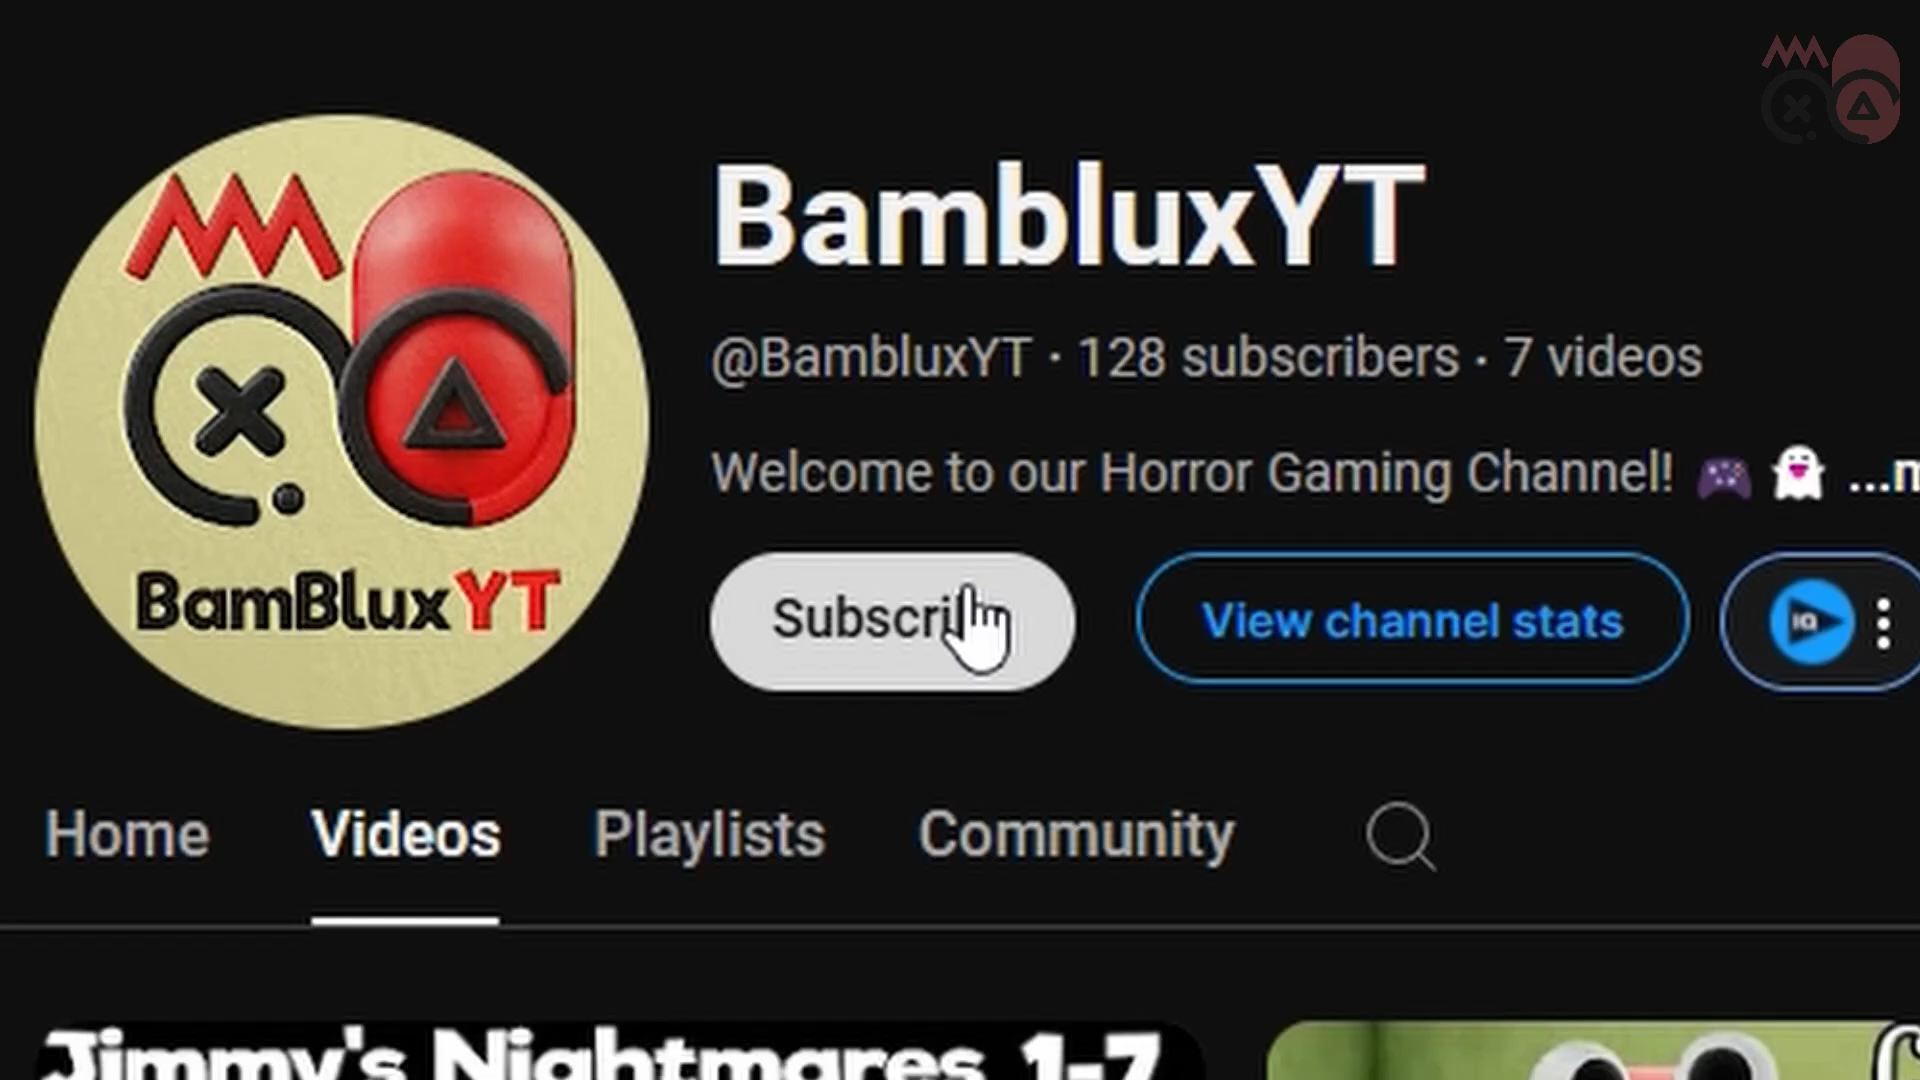 BambluxYT
@BambluxYT · 128 subscribers · 7 videos
Welcome to our Horror Gaming Channel! 🎮 👻 ...m
BamBluxYT
Subscri
View channel stats
IQ
Home
Videos
Playlists
Community
Jimmy's Nightmares 1-7